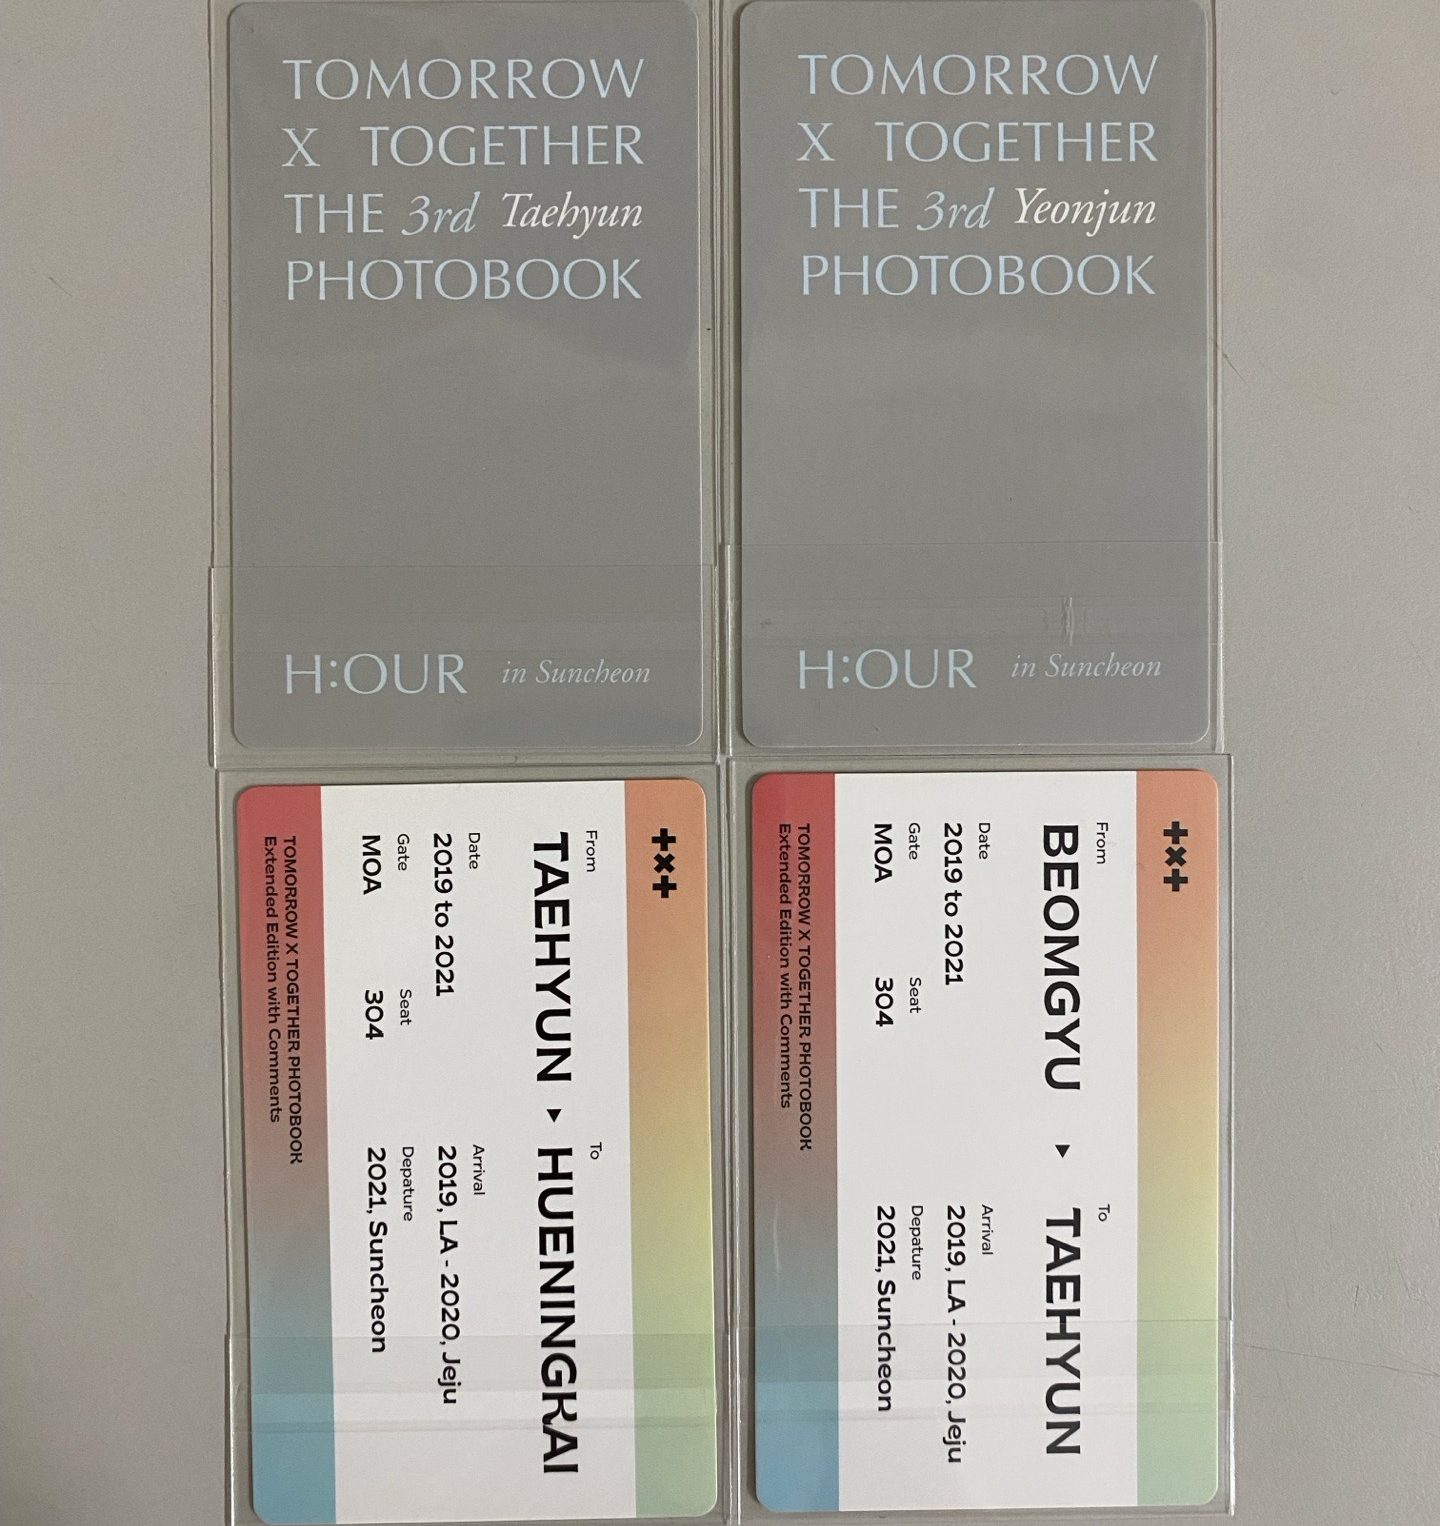 TOMORROW
X TOGETHER
THE 3rd Taehyun
PHOTOBOOK
H:OUR in Suncheon
TOMORROW
X TOGETHER
THE 3rd Yeonjun
PHOTOBOOK
H:OUR in Suncheon
From To
TAEHYUN ▸ HUENINGKAI
Date Arrival
2019 to 2021 2019, LA - 2020, Jeju
Gate Seat Depature
MOA 304 2021, Suncheon
TOMORROW X TOGETHER PHOTOBOOK
Extended Edition with Comments
From To
BEOMGYU ▸ TAEHYUN
Date Arrival
2019 to 2021 2019, LA - 2020, Jeju
Gate Seat Depature
MOA 304 2021, Suncheon
TOMORROW X TOGETHER PHOTOBOOK
Extended Edition with Comments